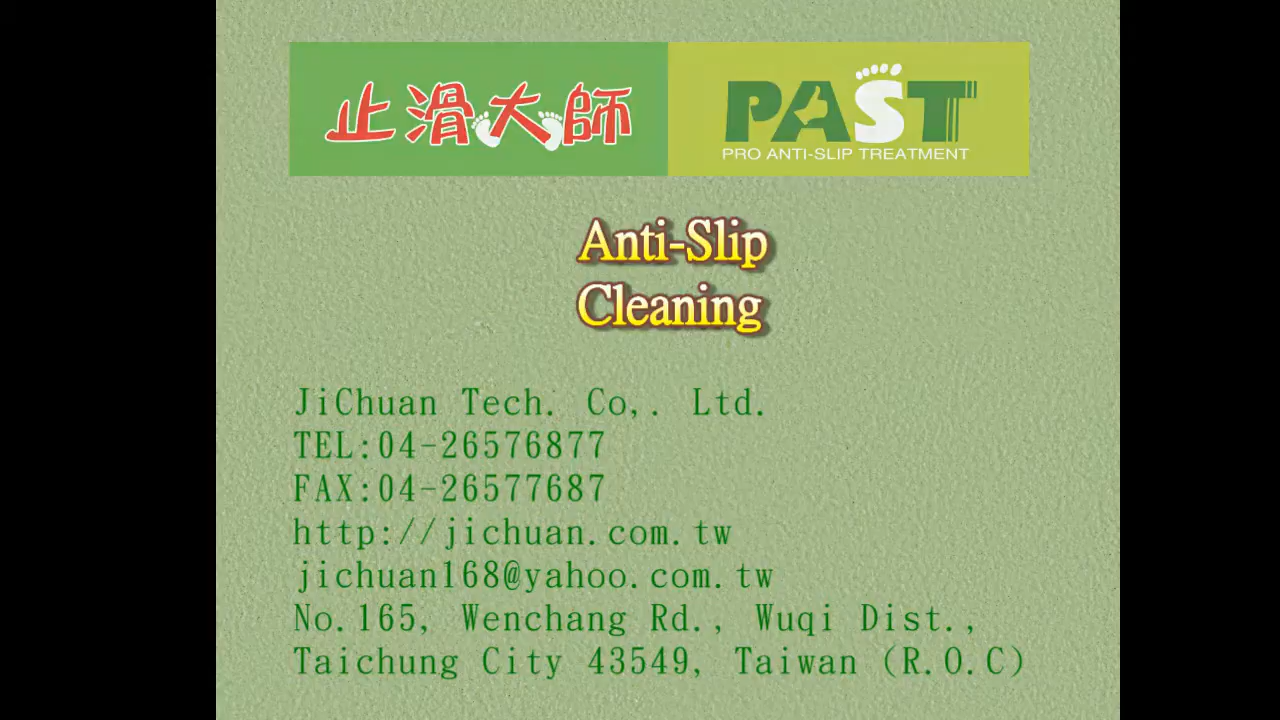 止滑大師
PAST
PRO ANTI-SLIP TREATMENT
Anti-Slip
Cleaning
JiChuan Tech. Co,. Ltd.
TEL:04-26576877
FAX:04-26577687
http://jichuan.com.tw
jichuan168@yahoo.com.tw
No.165, Wenchang Rd., Wuqi Dist.,
Taichung City 43549, Taiwan (R.O.C)